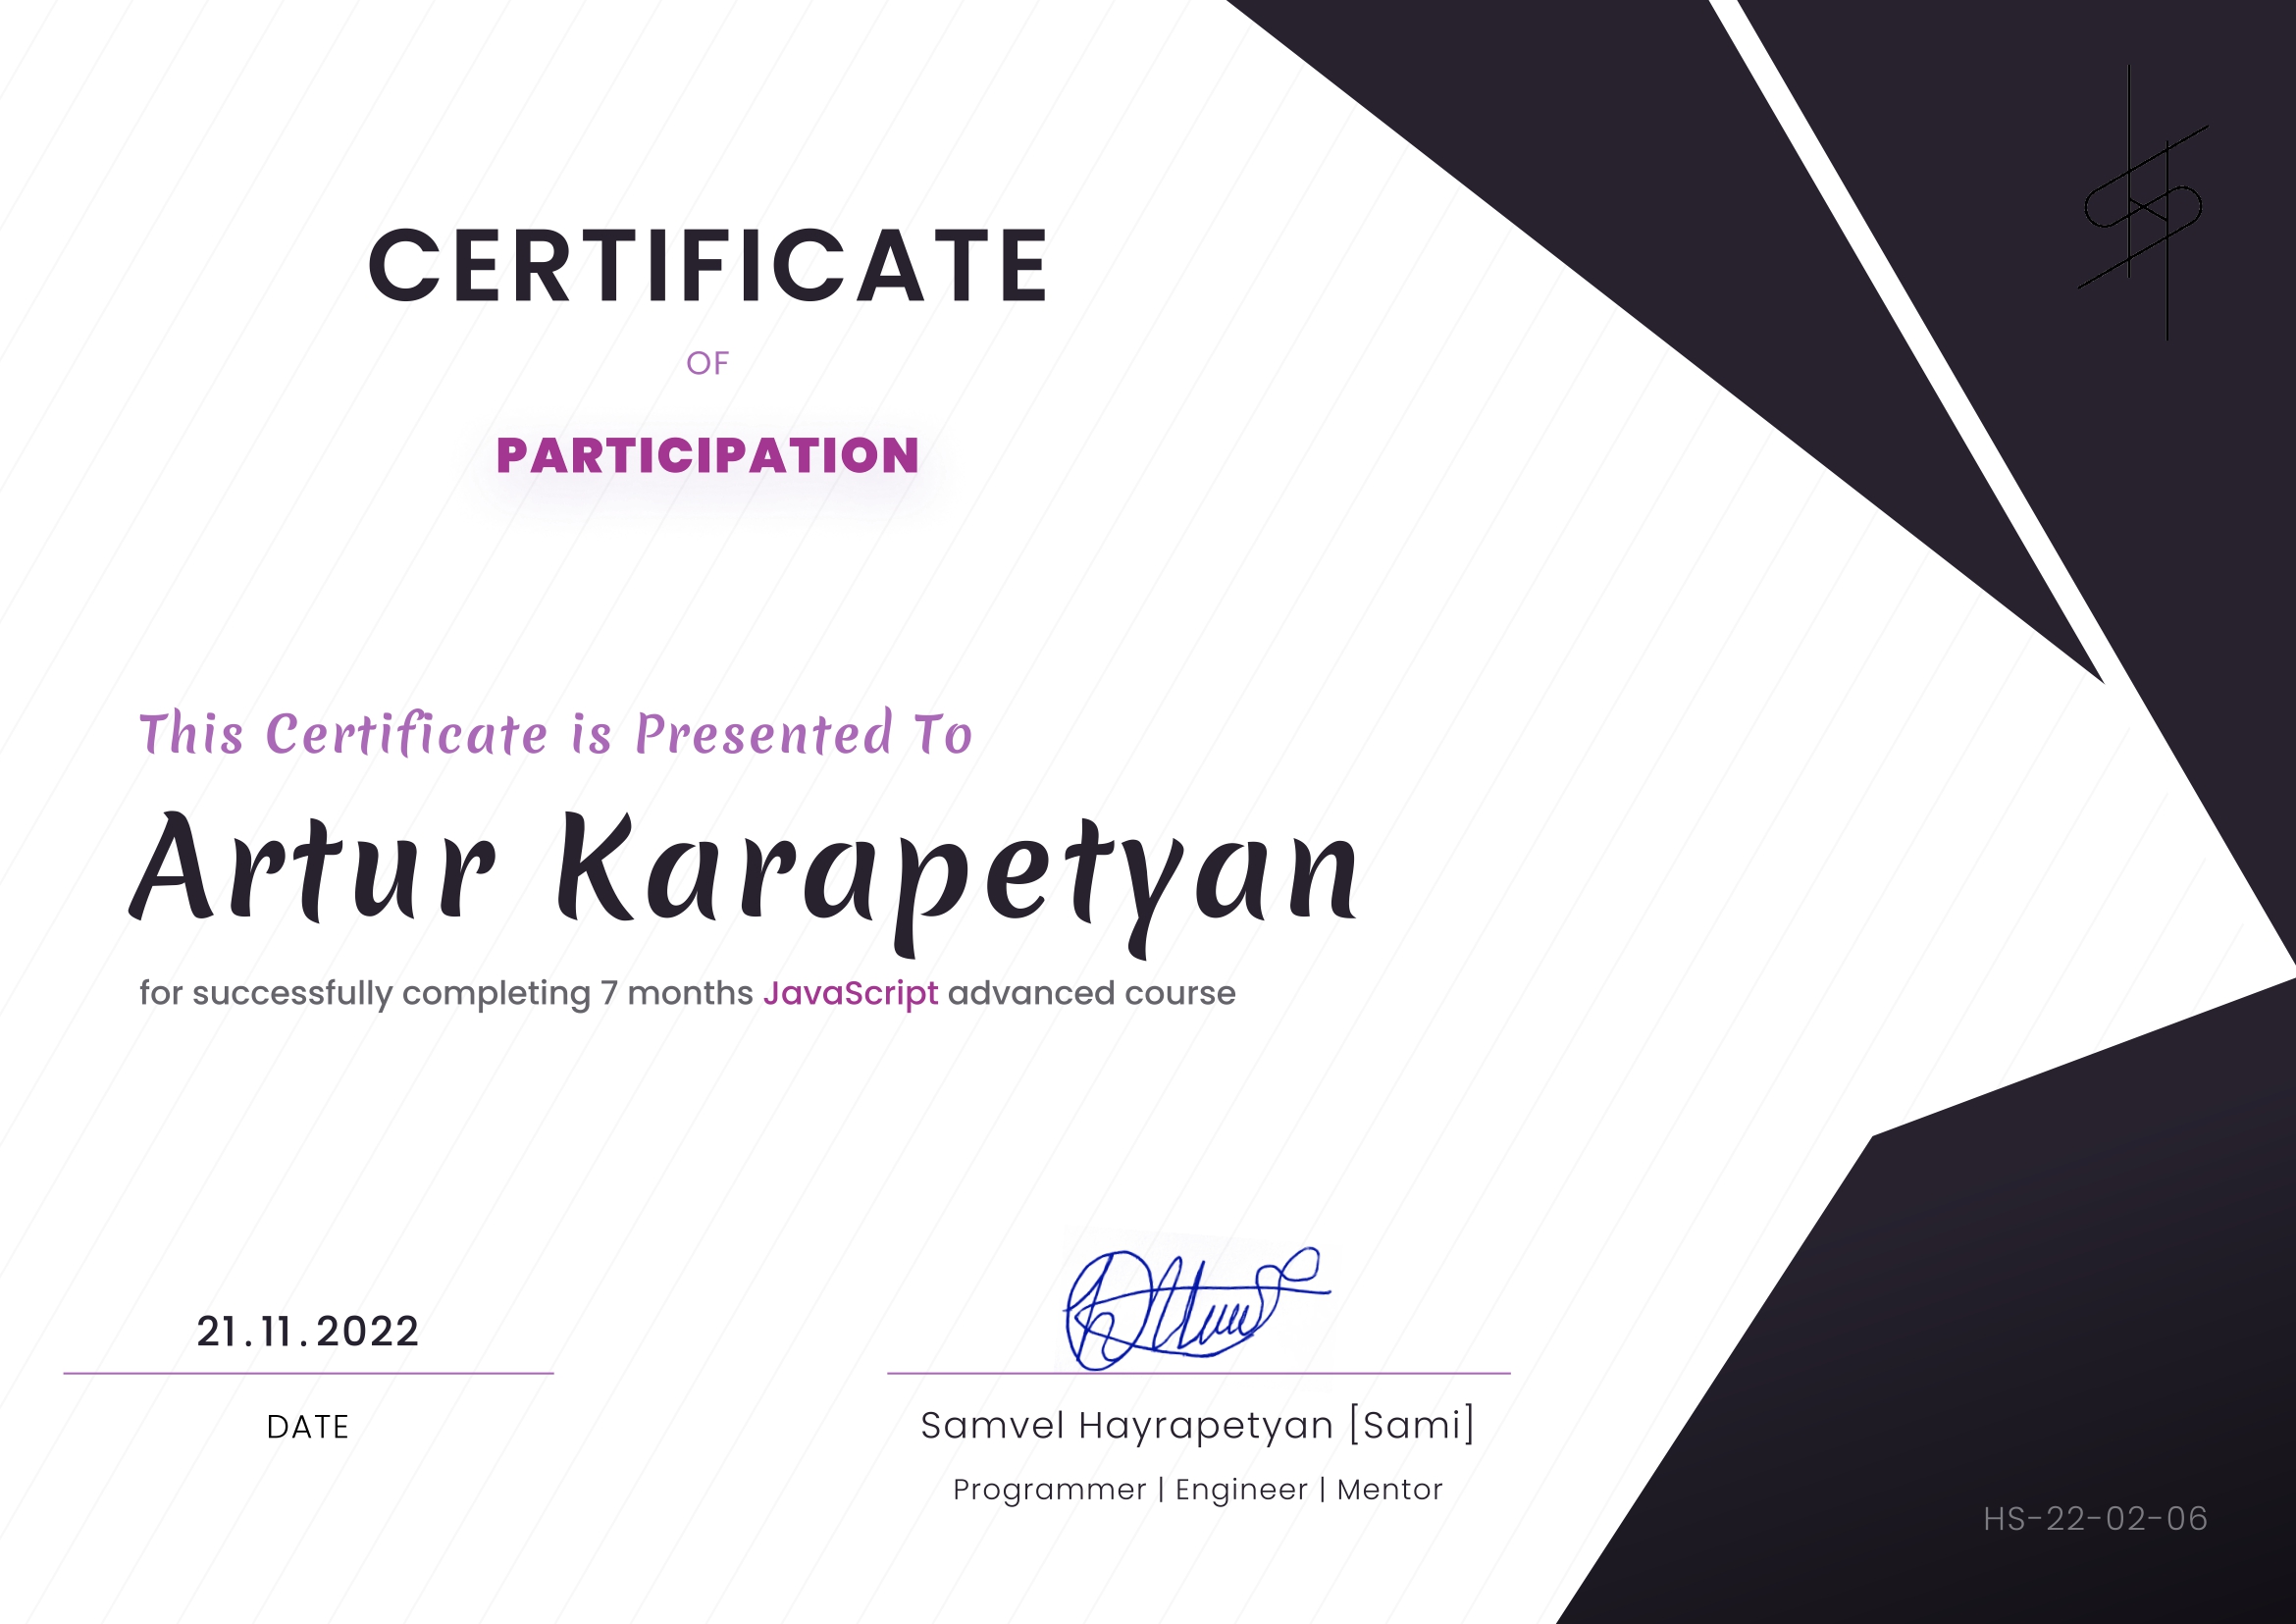 CERTIFICATE
OF
PARTICIPATION
This Certificate is Presented To
Artur Karapetyan
for successfully completing 7 months JavaScript advanced course
21.11.2022
DATE
Samvel Hayrapetyan [Sami]
Programmer | Engineer | Mentor
HS-22-02-06